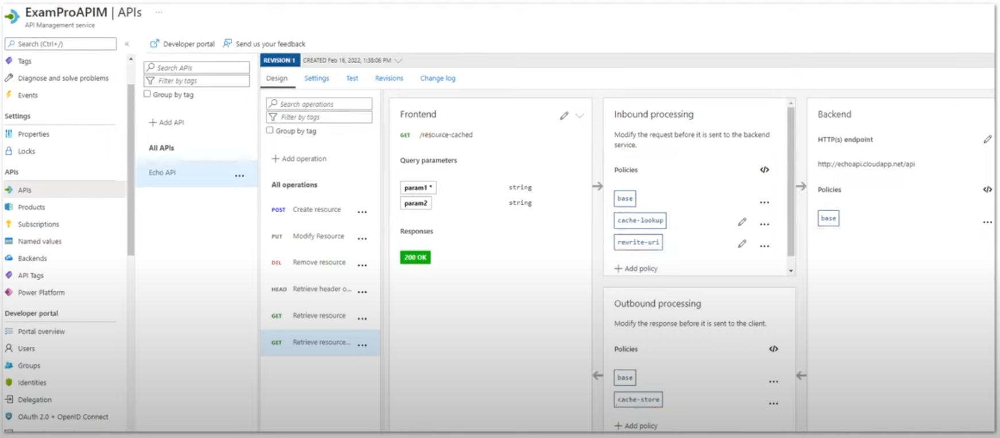 ExamProAPIM | APIs ...
API Management service
Search (Ctrl+/)
«
Tags
Diagnose and solve problems
Events
Settings
Properties
Locks
APIs
APIs
Products
Subscriptions
Named values
Backends
API Tags
Power Platform
Developer portal
Portal overview
Users
Groups
Identities
Delegation
OAuth 2.0 + OpenID Connect
Developer portal
Send us your feedback
Search APIs
Filter by tags
Group by tag
+ Add API
All APIs
Echo API ...
REVISION 1 CREATED Feb 16, 2022, 1:38:06 PM
Design Settings Test Revisions Change log
Search operations
Filter by tags
Group by tag
+ Add operation
All operations
POST Create resource ...
PUT Modify Resource ...
DEL Remove resource ...
HEAD Retrieve header o... ...
GET Retrieve resource ...
GET Retrieve resource... ...
Frontend
GET /resource-cached
Query parameters
param1 * string
param2 string
Responses
200 OK
Inbound processing
Modify the request before it is sent to the backend
service.
Policies </>
base ...
cache-lookup ...
rewrite-uri ...
+ Add policy
Outbound processing
Modify the response before it is sent to the client.
Policies </>
base ...
cache-store ...
+ Add policy
Backend
HTTP(s) endpoint
http://echoapi.cloudapp.net/api
Policies </>
base ...